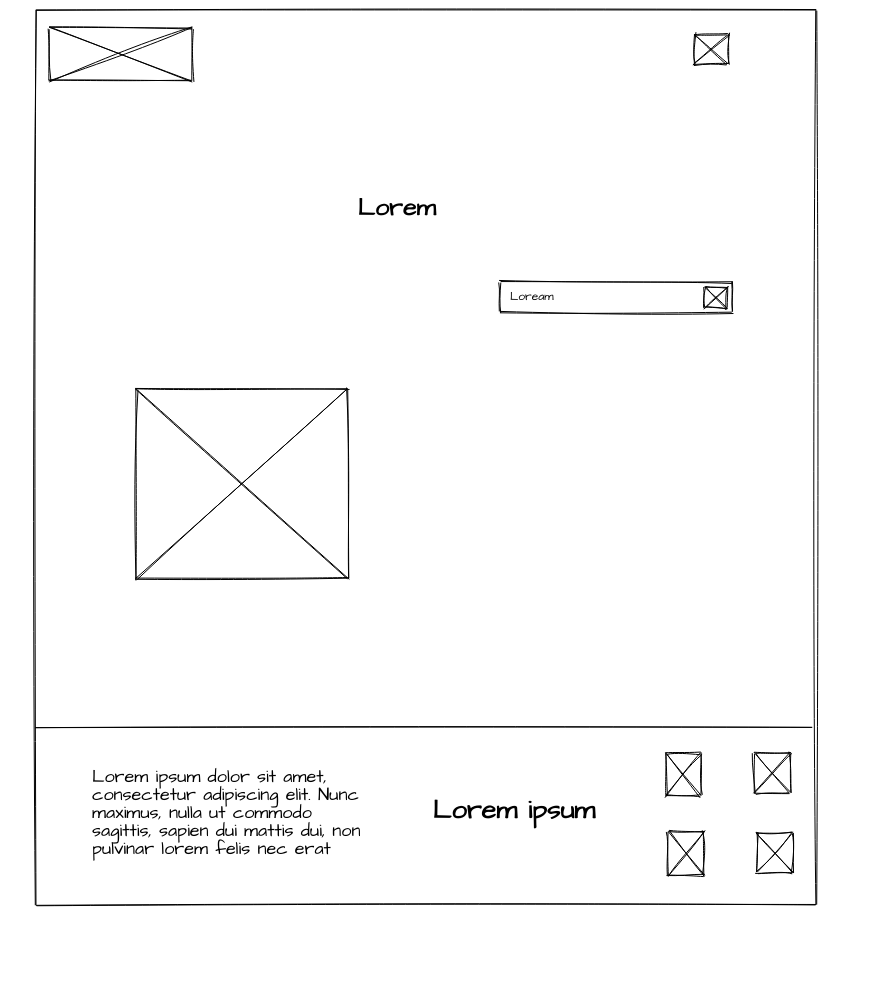 Lorem
Loream
Lorem ipsum dolor sit amet,
consectetur adipiscing elit. Nunc
maximus, nulla ut commodo
sagittis, sapien dui mattis dui, non
pulvinar lorem felis nec erat
Lorem ipsum